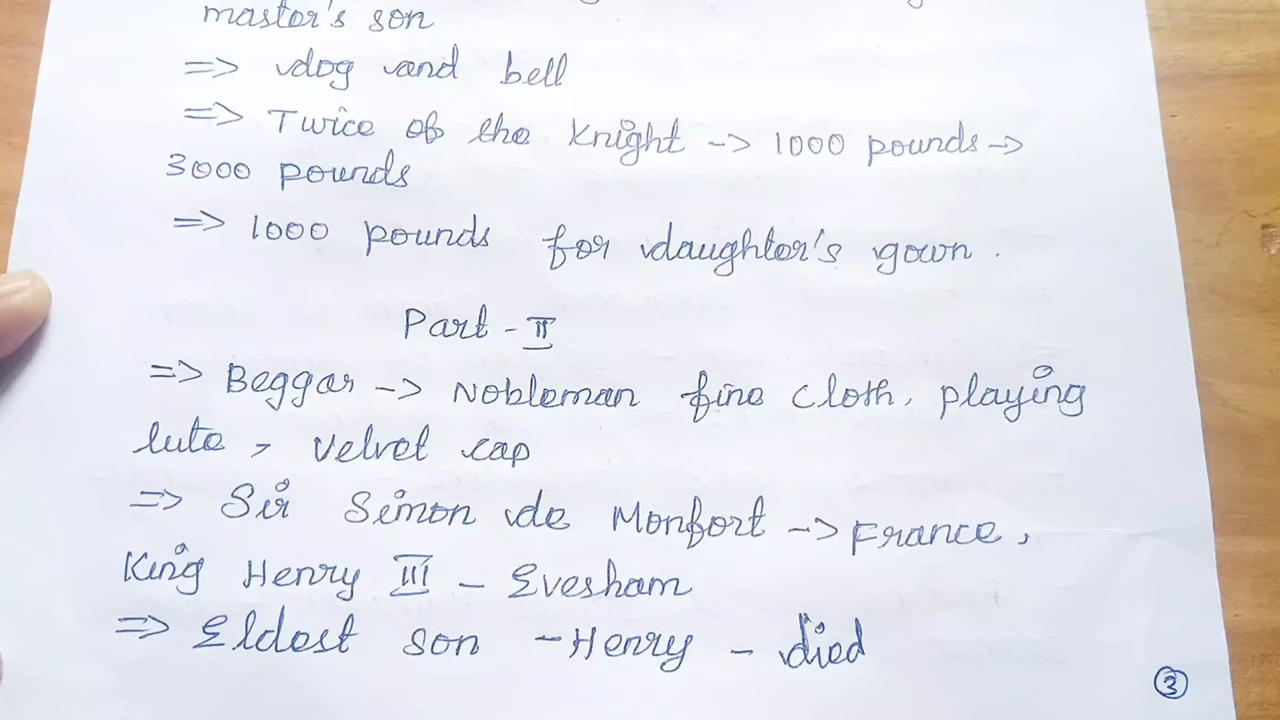 master's son
=> dog and bell
=> Twice of the Knight -> 1000 pounds ->
3000 pounds
=> 1000 pounds for daughter's gown.
Part - II
=> Beggar -> Nobleman fine cloth, playing
lute, velvet cap
=> Sir Simon de Monfort -> France,
King Henry III - Evesham
=> Eldest son - Henry - died
3